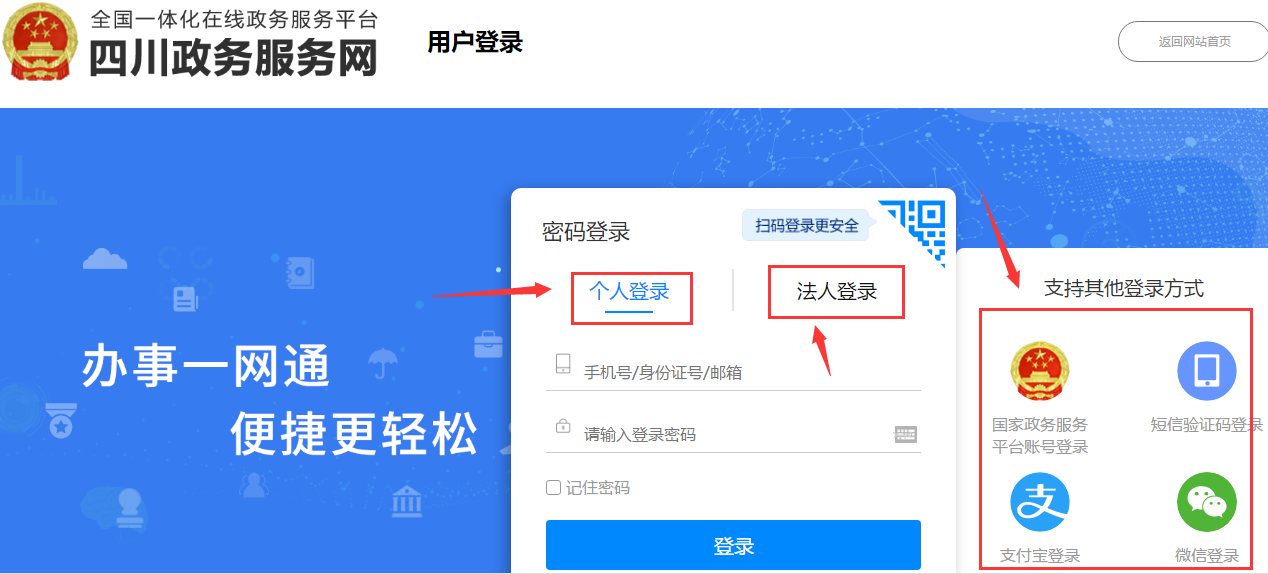 全国一体化在线政务服务平台
四川政务服务网
用户登录
返回网站首页
办事一网通
便捷更轻松
密码登录
扫码登录更安全
个人登录
法人登录
手机号/身份证号/邮箱
请输入登录密码
记住密码
登录
支持其他登录方式
国家政务服务
平台账号登录
短信验证码登录
支付宝登录
微信登录